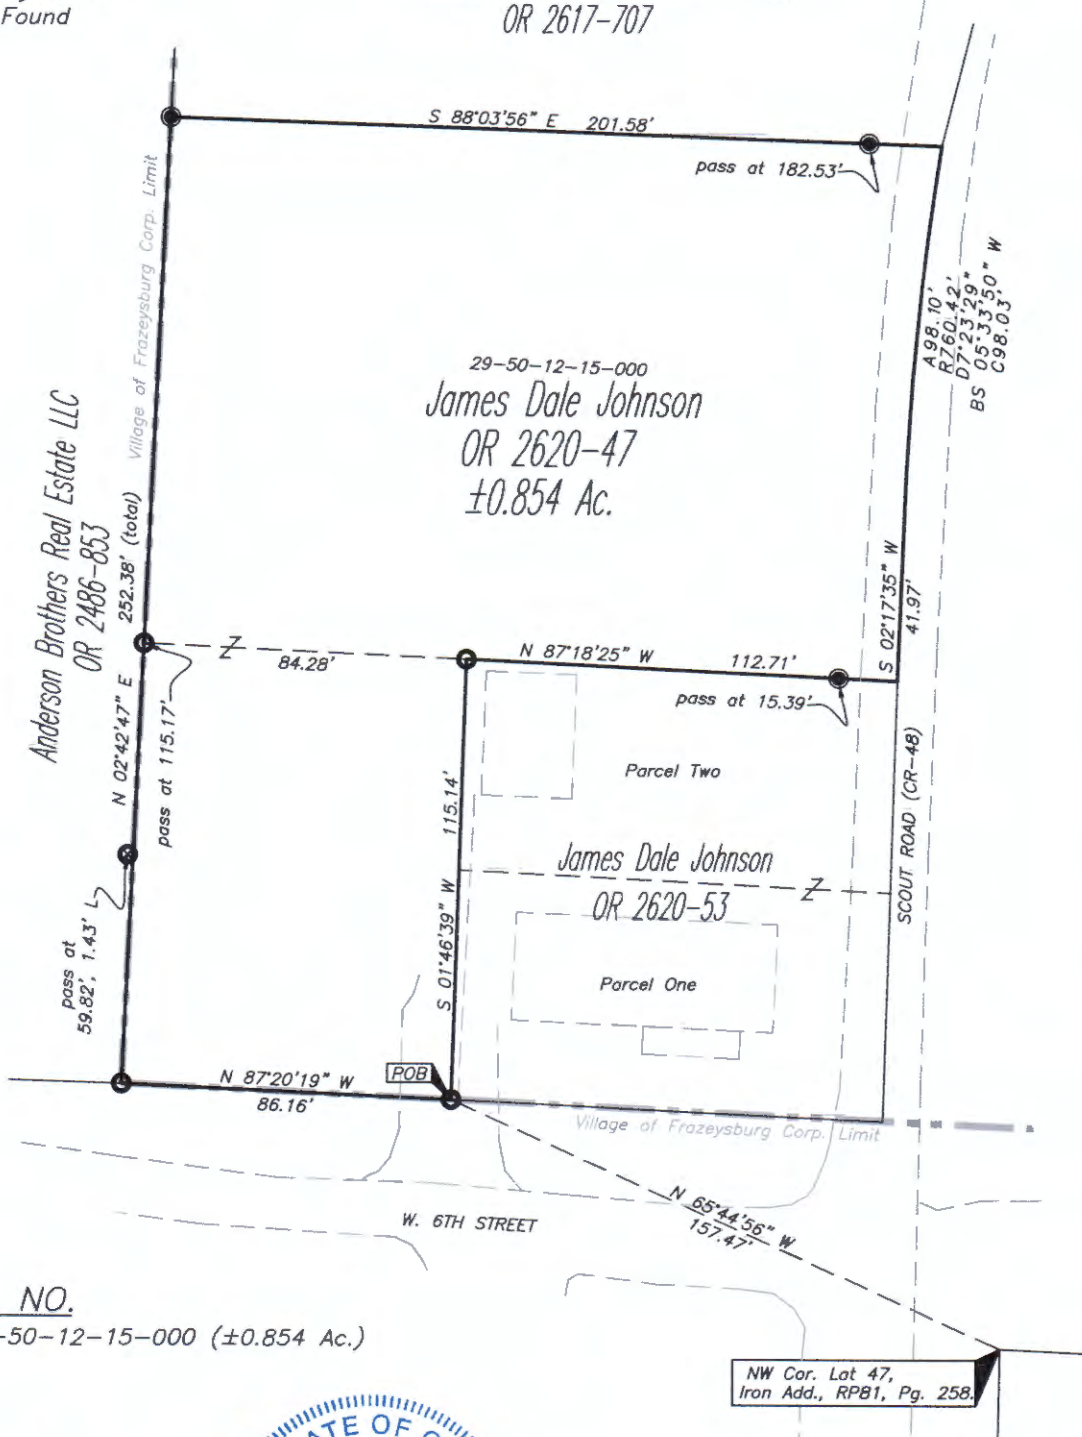 Found
OR 2617-707
S 88°03'56" E 201.58'
pass at 182.53'
Village of Frazeysburg Corp. Limit
A98.10'
R760.42'
D7°23'29"
BS 05°33'50" W
C98.03'
29-50-12-15-000
James Dale Johnson
OR 2620-47
±0.854 Ac.
Anderson Brothers Real Estate LLC
OR 2486-853
N 02°42'47" E 252.38' (total)
pass at 115.17'
84.28'
N 87°18'25" W 112.71'
pass at 15.39'
S 02°17'35" W
41.97'
SCOUT ROAD (CR-48)
Parcel Two
S 01°46'39" W 115.14'
James Dale Johnson
OR 2620-53
Parcel One
pass at
59.82', 1.43' L
N 87°20'19" W
86.16'
POB
Village of Frazeysburg Corp. Limit
W. 6TH STREET
N 65°44'56" W
157.47'
NO.
-50-12-15-000 (±0.854 Ac.)
NW Cor. Lot 47,
Iron Add., RP81, Pg. 258.